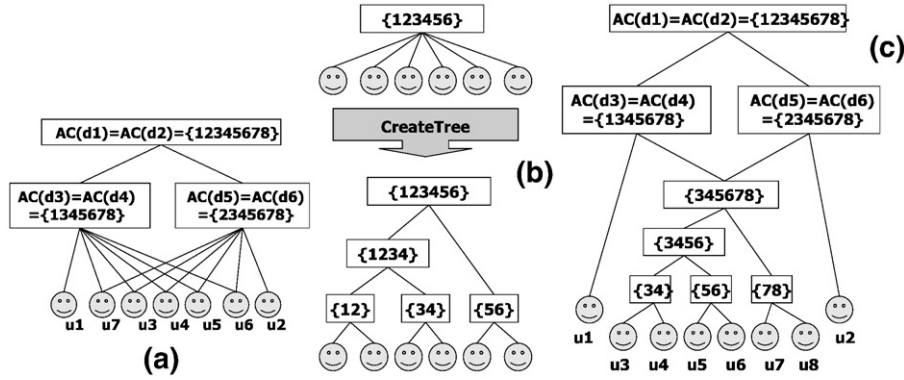 AC(d1)=AC(d2)={12345678}
AC(d3)=AC(d4)
={1345678}
AC(d5)=AC(d6)
={2345678}
u1 u7 u3 u4 u5 u6 u2
(a)
{123456}
CreateTree
(b)
{123456}
{1234}
{12} {34} {56}
(c)
AC(d1)=AC(d2)={12345678}
AC(d3)=AC(d4)
={1345678}
AC(d5)=AC(d6)
={2345678}
{345678}
{3456}
{34} {56} {78}
u1 u2
u3 u4 u5 u6 u7 u8